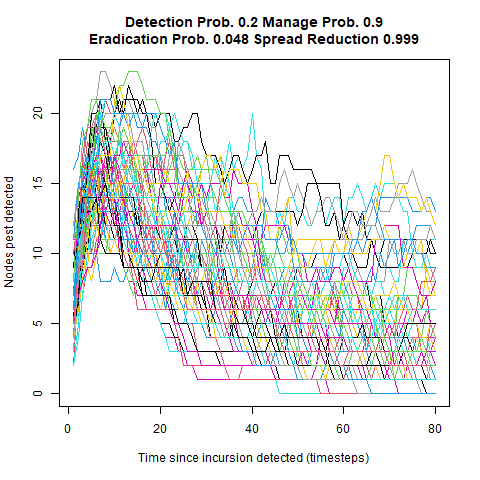 Detection Prob. 0.2 Manage Prob. 0.9
Eradication Prob. 0.048 Spread Reduction 0.999
Nodes pest detected
20
15
10
5
0
0 20 40 60 80
Time since incursion detected (timesteps)